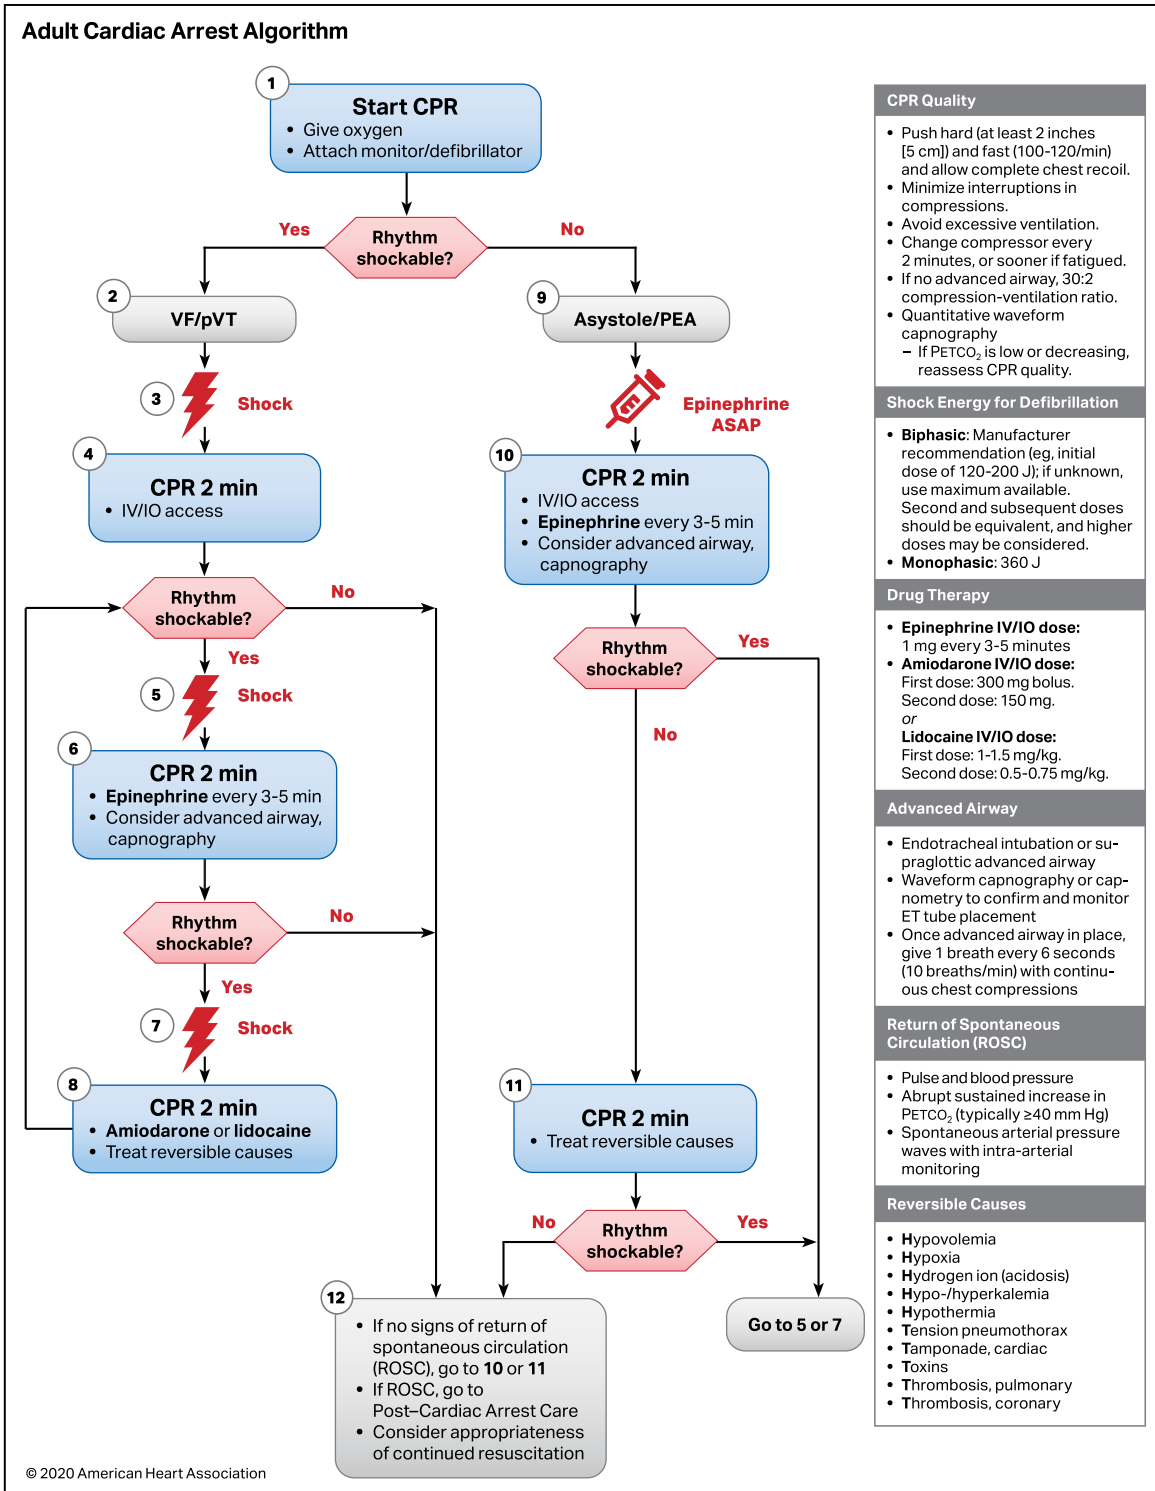 Adult Cardiac Arrest Algorithm
1
Start CPR
• Give oxygen
• Attach monitor/defibrillator
Rhythm
shockable?
Yes
No
2
VF/pVT
3
Shock
4
CPR 2 min
• IV/IO access
Rhythm
shockable?
No
Yes
5
Shock
6
CPR 2 min
• Epinephrine every 3-5 min
• Consider advanced airway,
capnography
Rhythm
shockable?
No
Yes
7
Shock
8
CPR 2 min
• Amiodarone or lidocaine
• Treat reversible causes
9
Asystole/PEA
Epinephrine
ASAP
10
CPR 2 min
• IV/IO access
• Epinephrine every 3-5 min
• Consider advanced airway,
capnography
Rhythm
shockable?
Yes
No
11
CPR 2 min
• Treat reversible causes
Rhythm
shockable?
No
Yes
12
• If no signs of return of
spontaneous circulation
(ROSC), go to 10 or 11
• If ROSC, go to
Post–Cardiac Arrest Care
• Consider appropriateness
of continued resuscitation
Go to 5 or 7
CPR Quality
• Push hard (at least 2 inches
[5 cm]) and fast (100-120/min)
and allow complete chest recoil.
• Minimize interruptions in
compressions.
• Avoid excessive ventilation.
• Change compressor every
2 minutes, or sooner if fatigued.
• If no advanced airway, 30:2
compression-ventilation ratio.
• Quantitative waveform
capnography
– If PETCO₂ is low or decreasing,
reassess CPR quality.
Shock Energy for Defibrillation
• Biphasic: Manufacturer
recommendation (eg, initial
dose of 120-200 J); if unknown,
use maximum available.
Second and subsequent doses
should be equivalent, and higher
doses may be considered.
• Monophasic: 360 J
Drug Therapy
• Epinephrine IV/IO dose:
1 mg every 3-5 minutes
• Amiodarone IV/IO dose:
First dose: 300 mg bolus.
Second dose: 150 mg.
or
Lidocaine IV/IO dose:
First dose: 1-1.5 mg/kg.
Second dose: 0.5-0.75 mg/kg.
Advanced Airway
• Endotracheal intubation or su-
praglottic advanced airway
• Waveform capnography or cap-
nometry to confirm and monitor
ET tube placement
• Once advanced airway in place,
give 1 breath every 6 seconds
(10 breaths/min) with continu-
ous chest compressions
Return of Spontaneous
Circulation (ROSC)
• Pulse and blood pressure
• Abrupt sustained increase in
PETCO₂ (typically ≥40 mm Hg)
• Spontaneous arterial pressure
waves with intra-arterial
monitoring
Reversible Causes
• Hypovolemia
• Hypoxia
• Hydrogen ion (acidosis)
• Hypo-/hyperkalemia
• Hypothermia
• Tension pneumothorax
• Tamponade, cardiac
• Toxins
• Thrombosis, pulmonary
• Thrombosis, coronary
© 2020 American Heart Association